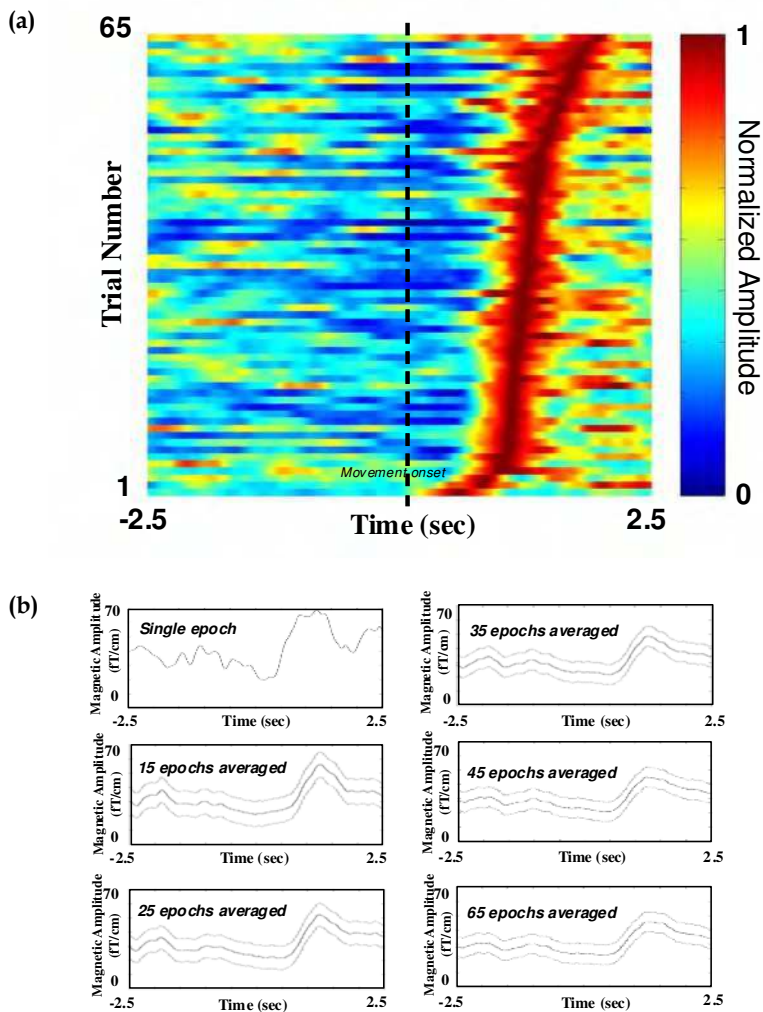 (a)
65
Trial Number
1
Movement onset
-2.5
Time (sec)
2.5
1
Normalized Amplitude
0
(b)
Magnetic Amplitude
(fT/cm)
70
0
Single epoch
-2.5
Time (sec)
2.5
Magnetic Amplitude
(fT/cm)
70
0
35 epochs averaged
-2.5
Time (sec)
2.5
Magnetic Amplitude
(fT/cm)
70
0
15 epochs averaged
-2.5
Time (sec)
2.5
Magnetic Amplitude
(fT/cm)
70
0
45 epochs averaged
-2.5
Time (sec)
2.5
Magnetic Amplitude
(fT/cm)
70
0
25 epochs averaged
-2.5
Time (sec)
2.5
Magnetic Amplitude
(fT/cm)
70
0
65 epochs averaged
-2.5
Time (sec)
2.5